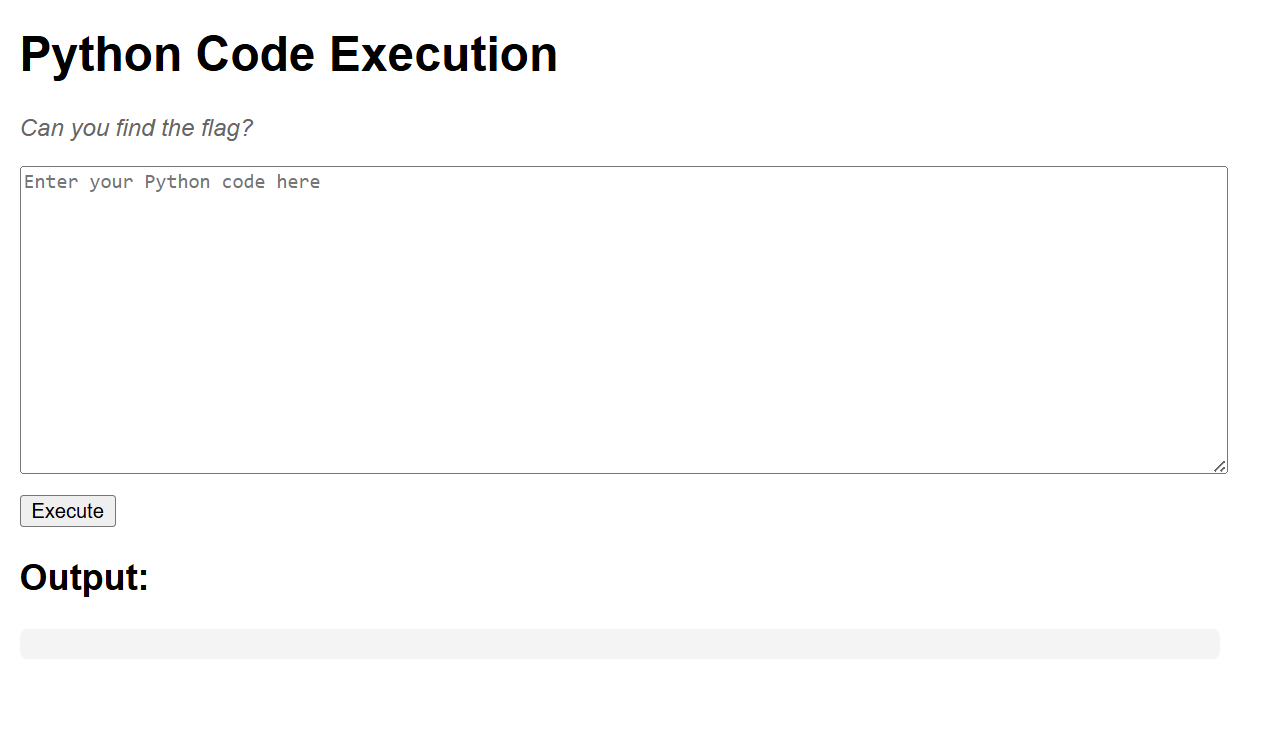 Python Code Execution
Can you find the flag?
Enter your Python code here
Execute
Output: